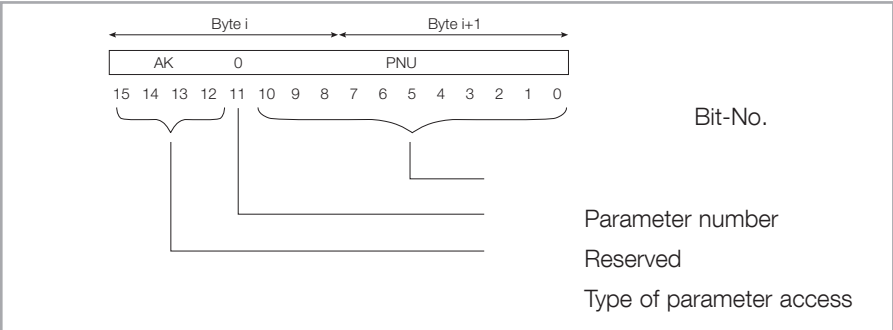 Byte i Byte i+1
AK 0 PNU
15 14 13 12 11 10 9 8 7 6 5 4 3 2 1 0
Bit-No.
Parameter number
Reserved
Type of parameter access